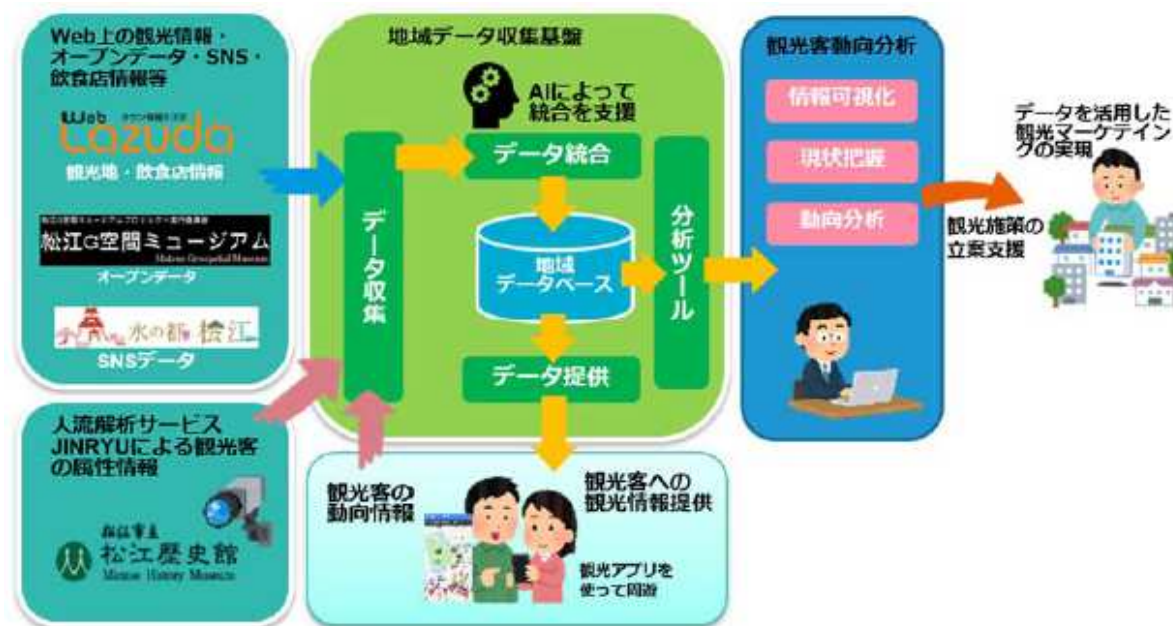 Web上の観光情報・
オープンデータ・SNS・
飲食店情報等
Web
Lazuda
観光地・飲食店情報
松江G空間ミュージアム
Matsue Geospatial Museum
オープンデータ
水の都 松江
SNSデータ
人流解析サービス
JINRYUによる観光客
の属性情報
松江市立
松江歴史館
Matsue History Museum
地域データ収集基盤
AIによって
統合を支援
データ収集
データ統合
地域
データベース
データ提供
分析ツール
観光客の
動向情報
観光客への
観光情報提供
観光アプリを
使って周遊
観光客動向分析
情報可視化
現状把握
動向分析
データを活用した
観光マーケティン
グの実現
観光施策の
立案支援